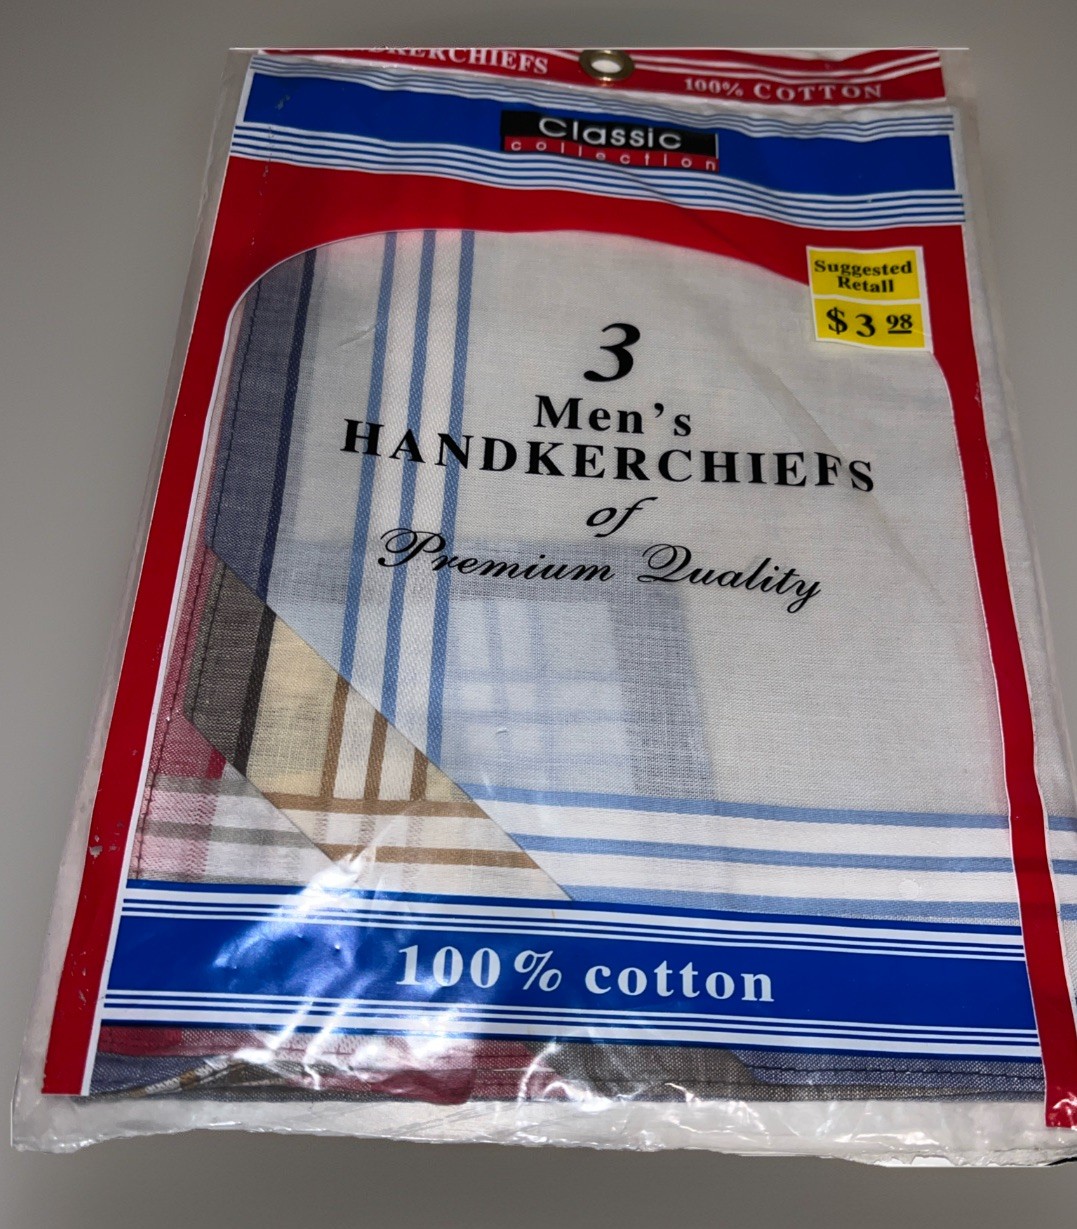 HANDKERCHIEFS
100% COTTON
Classic
collection
Suggested
Retail
$3 98
3
Men's
HANDKERCHIEFS
of
Premium Quality
100% cotton